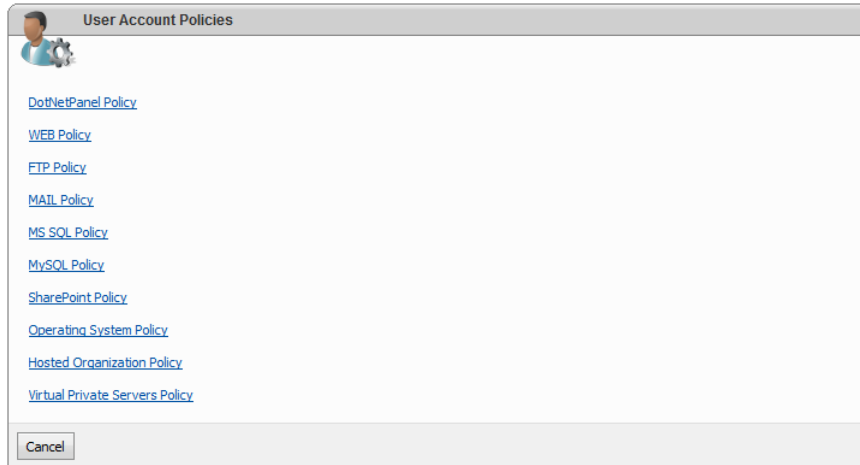 User Account Policies
DotNetPanel Policy
WEB Policy
FTP Policy
MAIL Policy
MS SQL Policy
MySQL Policy
SharePoint Policy
Operating System Policy
Hosted Organization Policy
Virtual Private Servers Policy
Cancel